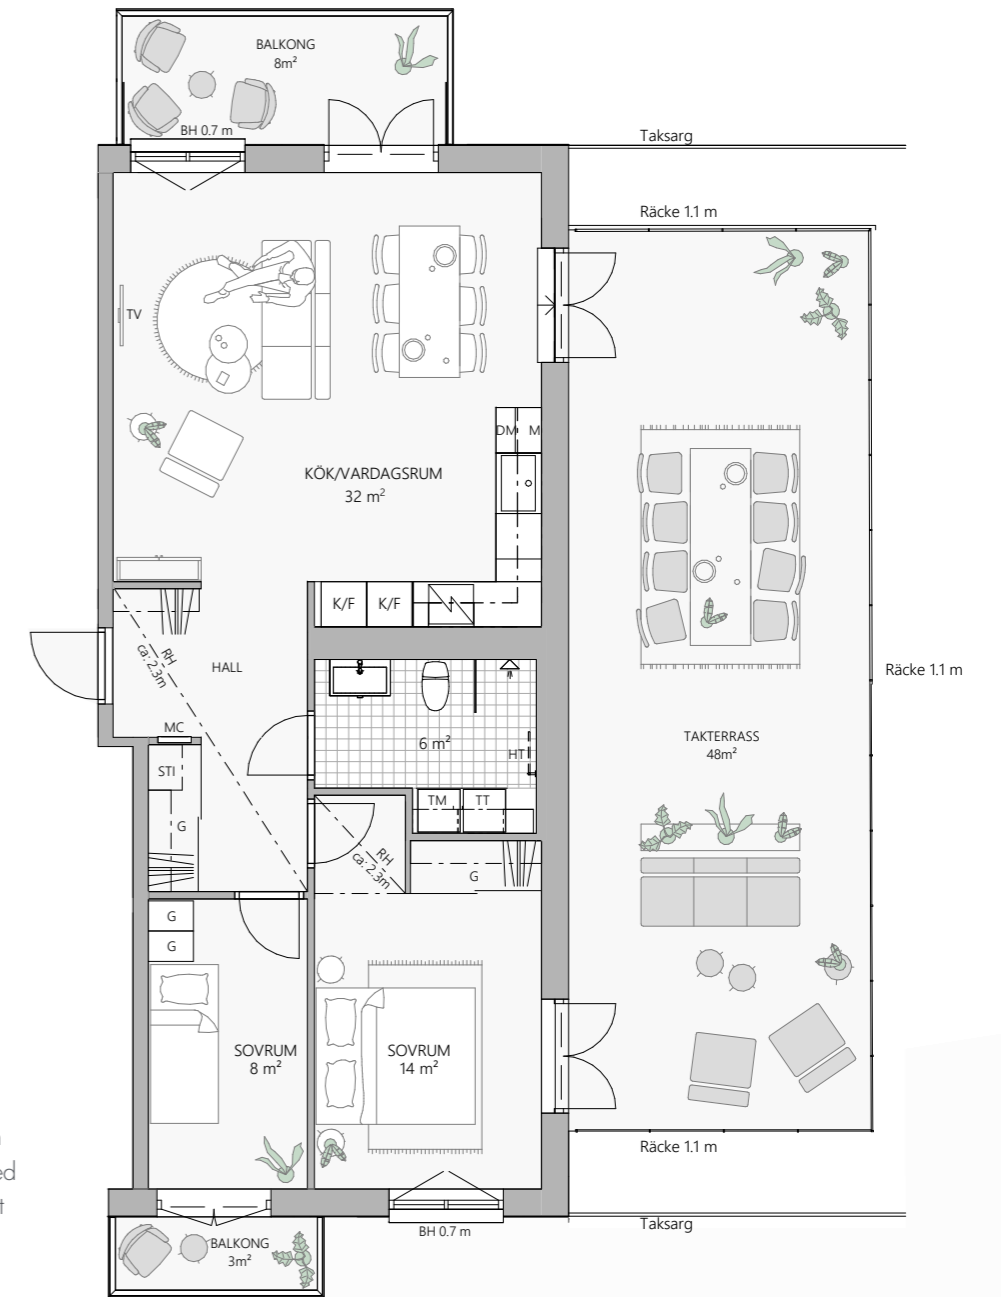 BALKONG
8m²
BH 0.7 m
Taksarg
Räcke 1.1 m
TV
DM M
KÖK/VARDAGSRUM
32 m²
K/F K/F
RH
ca: 2.3m
HALL
Räcke 1.1 m
MC
6 m²
HT
TAKTERRASS
48m²
STI
G
TM TT
RH
ca: 2.3m
G
G
G
SOVRUM
8 m²
SOVRUM
14 m²
Räcke 1.1 m
Taksarg
BH 0.7 m
BALKONG
3m²